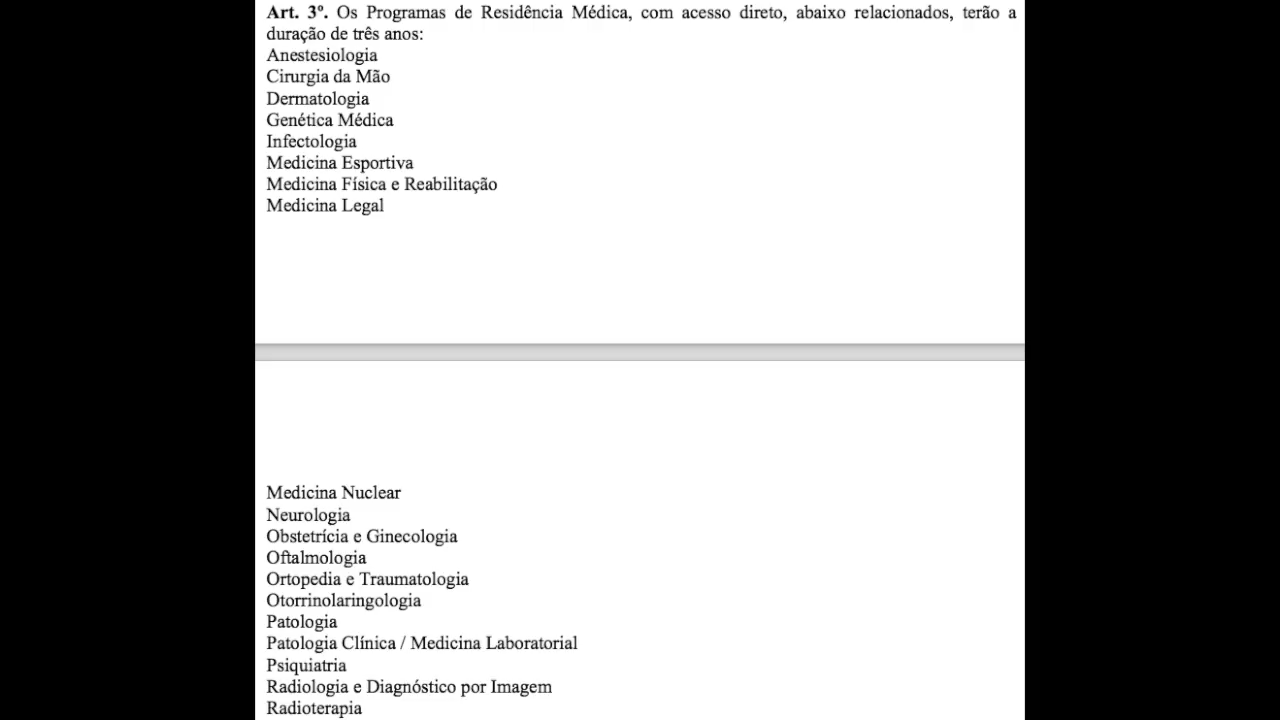 Art. 3º. Os Programas de Residência Médica, com acesso direto, abaixo relacionados, terão a
duração de três anos:
Anestesiologia
Cirurgia da Mão
Dermatologia
Genética Médica
Infectologia
Medicina Esportiva
Medicina Física e Reabilitação
Medicina Legal
Medicina Nuclear
Neurologia
Obstetrícia e Ginecologia
Oftalmologia
Ortopedia e Traumatologia
Otorrinolaringologia
Patologia
Patologia Clínica / Medicina Laboratorial
Psiquiatria
Radiologia e Diagnóstico por Imagem
Radioterapia